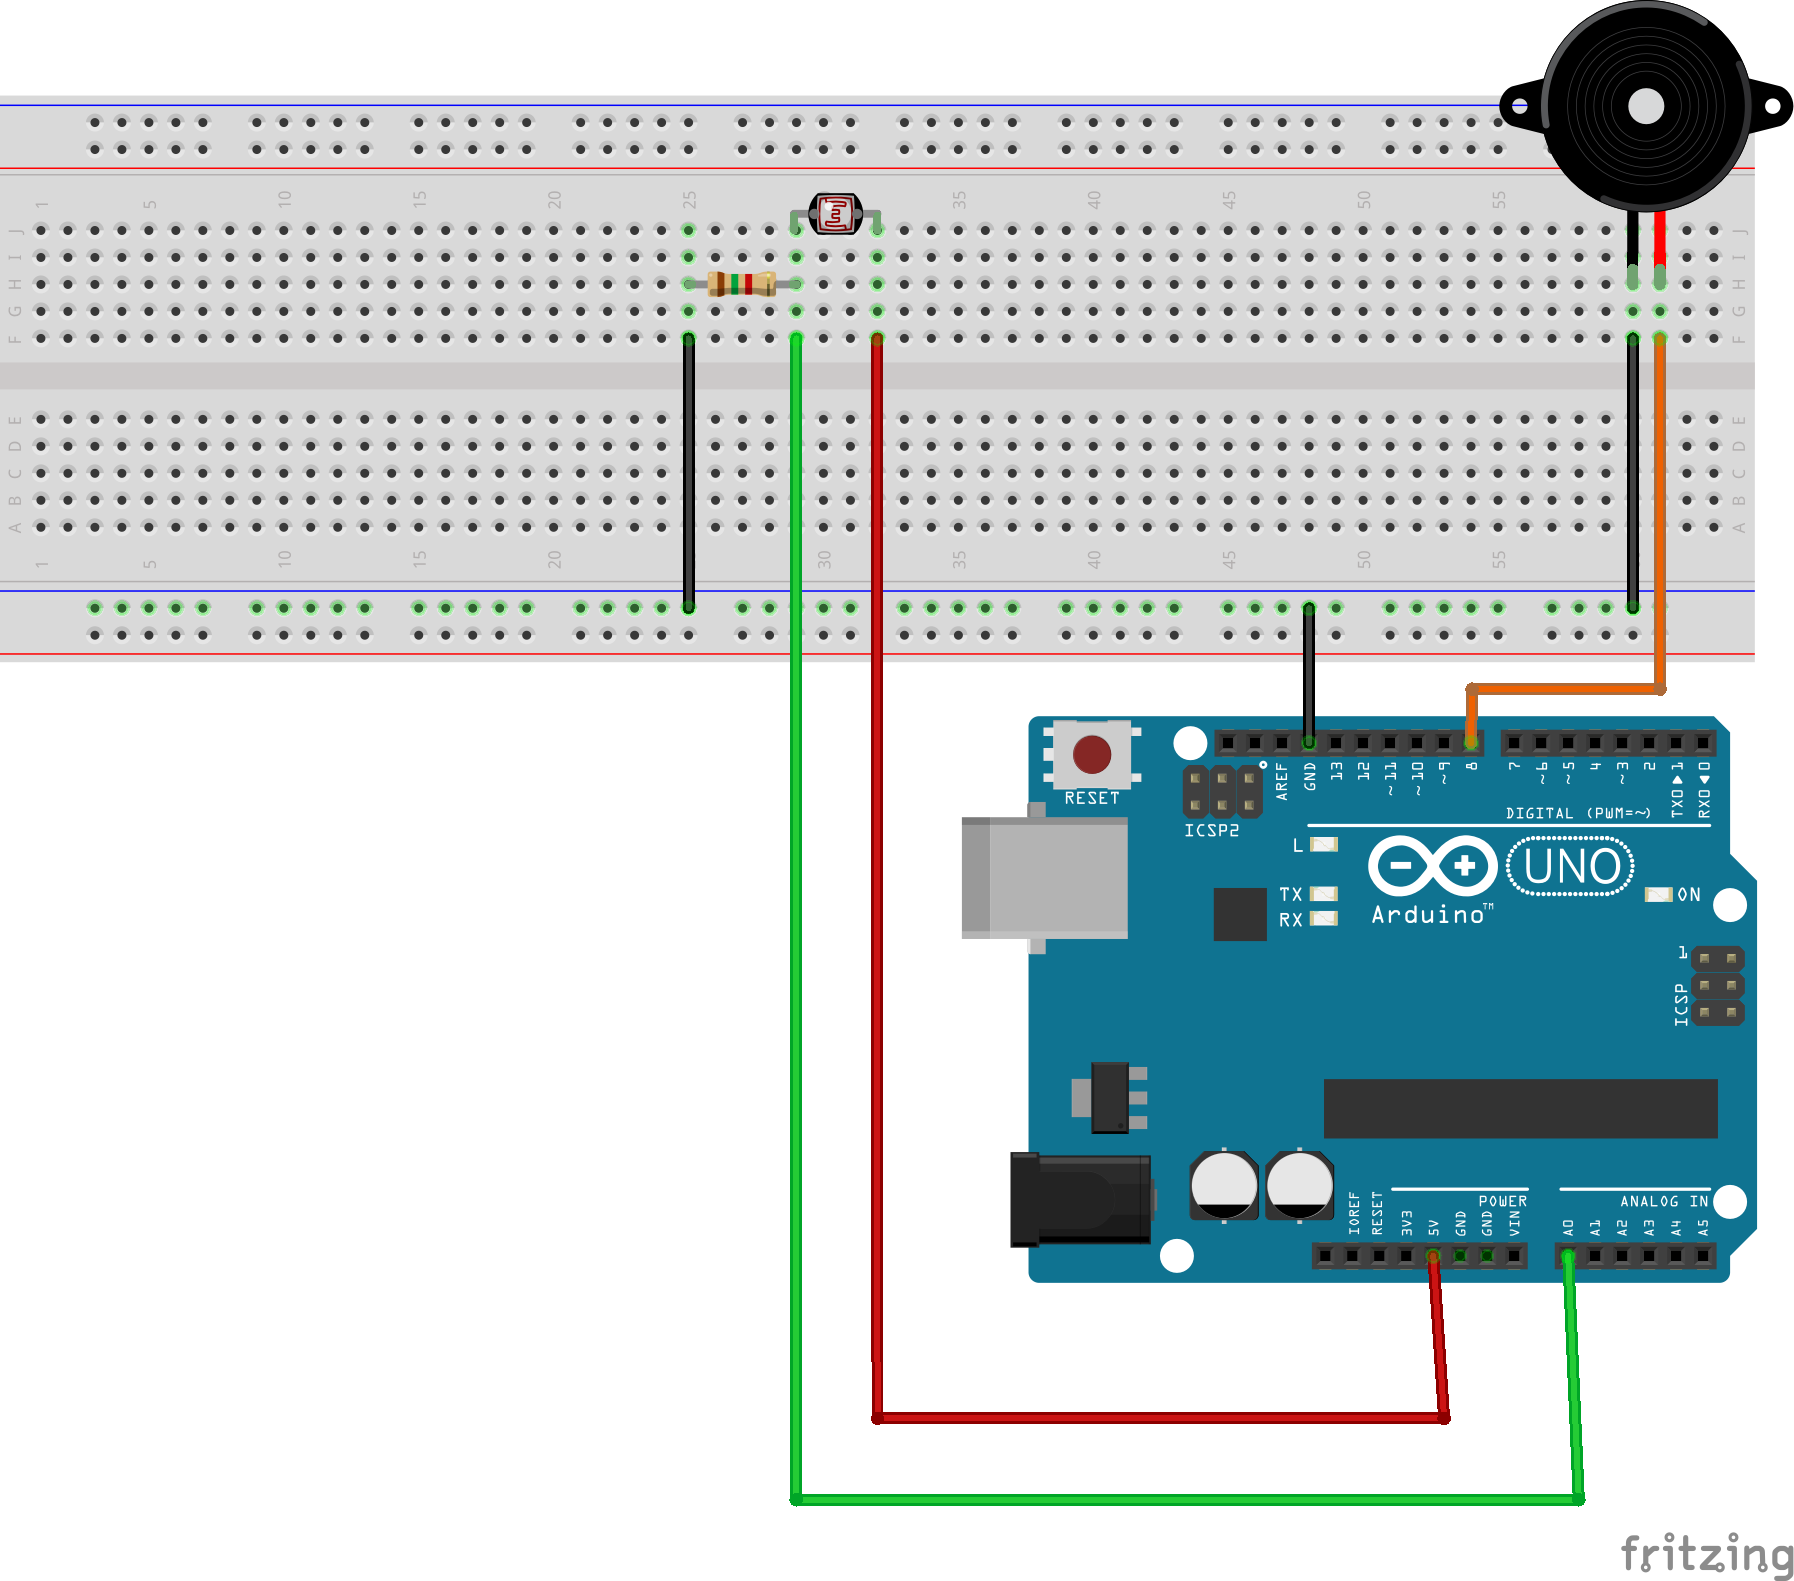 1 5 10 15 20 25 30 35 40 45 50 55
J J
I I
H H
G G
F F
E E
D D
C C
B B
A A
1 5 10 15 20 25 30 35 40 45 50 55
RESET
ICSP2
AREF GND 13 12 ~11 ~10 ~9 8 7 ~6 ~5 4 ~3 2 TX0▶1 RX0◀0
DIGITAL (PWM=~)
L
TX
RX
UNO
Arduino™
ON
1
ICSP
POWER
ANALOG IN
IOREF RESET 3V3 5V GND GND VIN A0 A1 A2 A3 A4 A5
fritzing